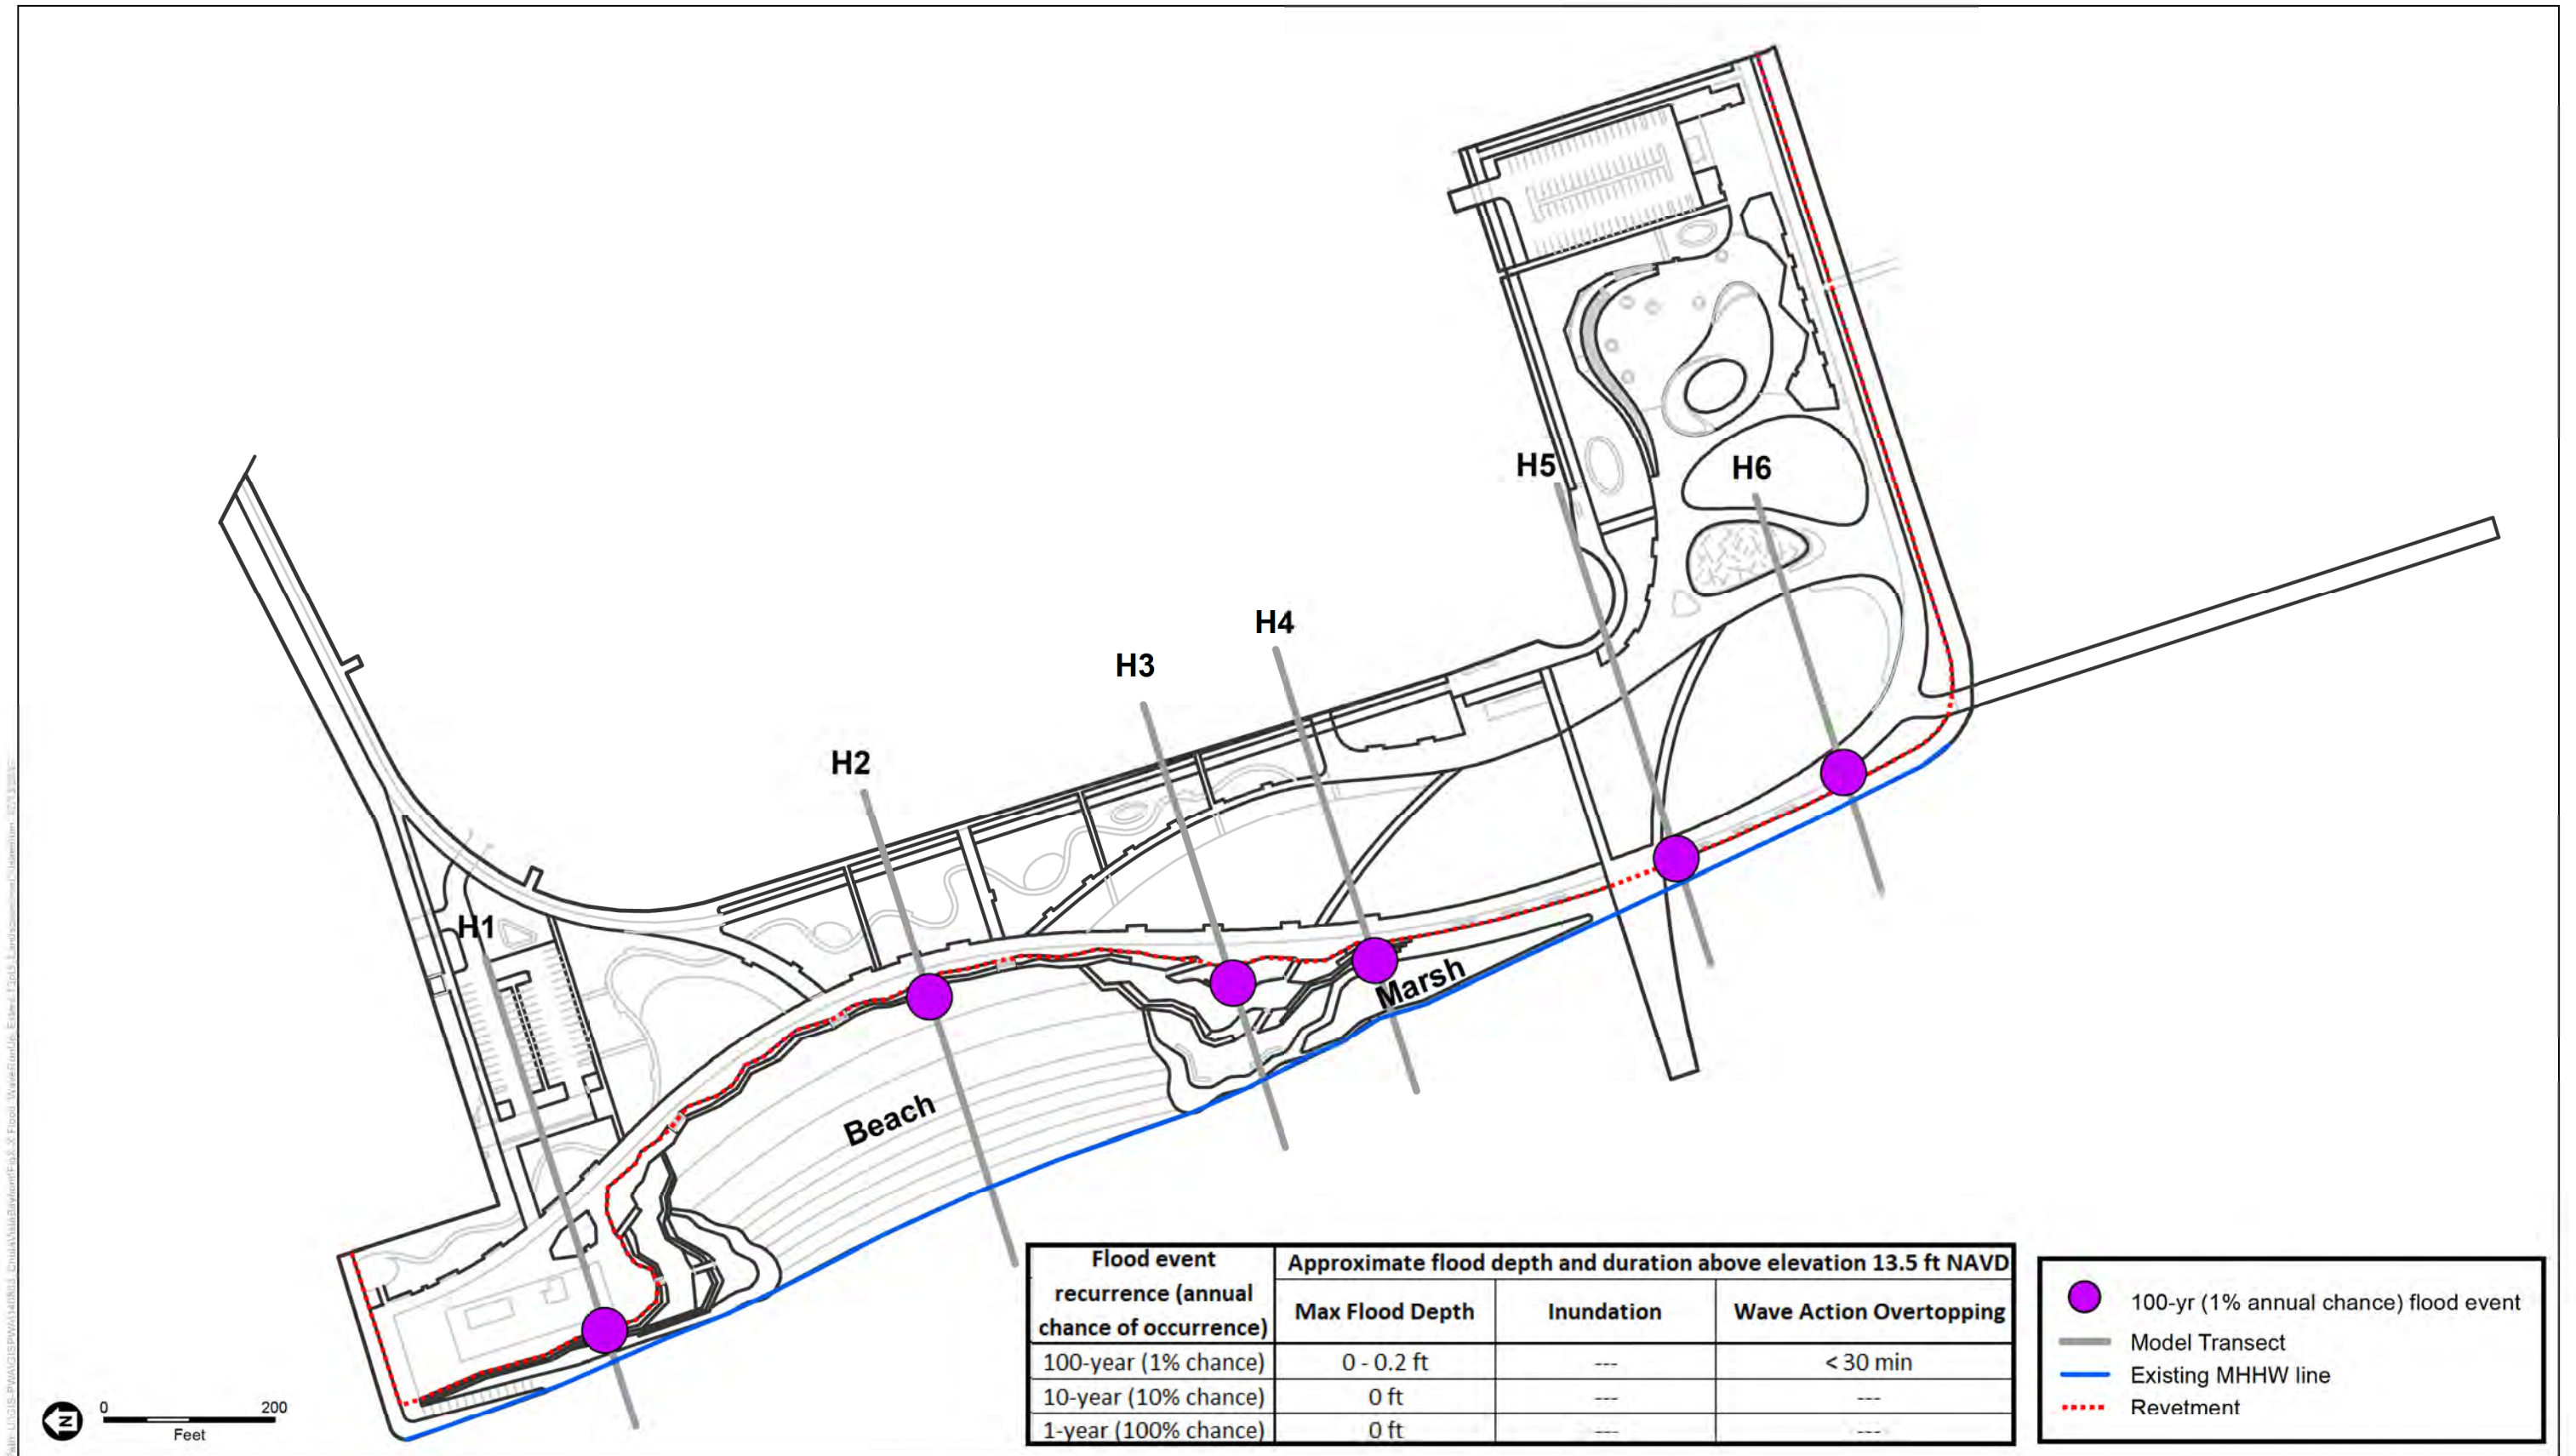 H5
H6
H4
H3
H2
H1
Marsh
Beach
N
0 200
Feet
Flood event recurrence (annual chance of occurrence) Approximate flood depth and duration above elevation 13.5 ft NAVD
Max Flood Depth Inundation Wave Action Overtopping
100-year (1% chance) 0 - 0.2 ft --- < 30 min
10-year (10% chance) 0 ft --- ---
1-year (100% chance) 0 ft --- ---
100-yr (1% annual chance) flood event
Model Transect
Existing MHHW line
Revetment